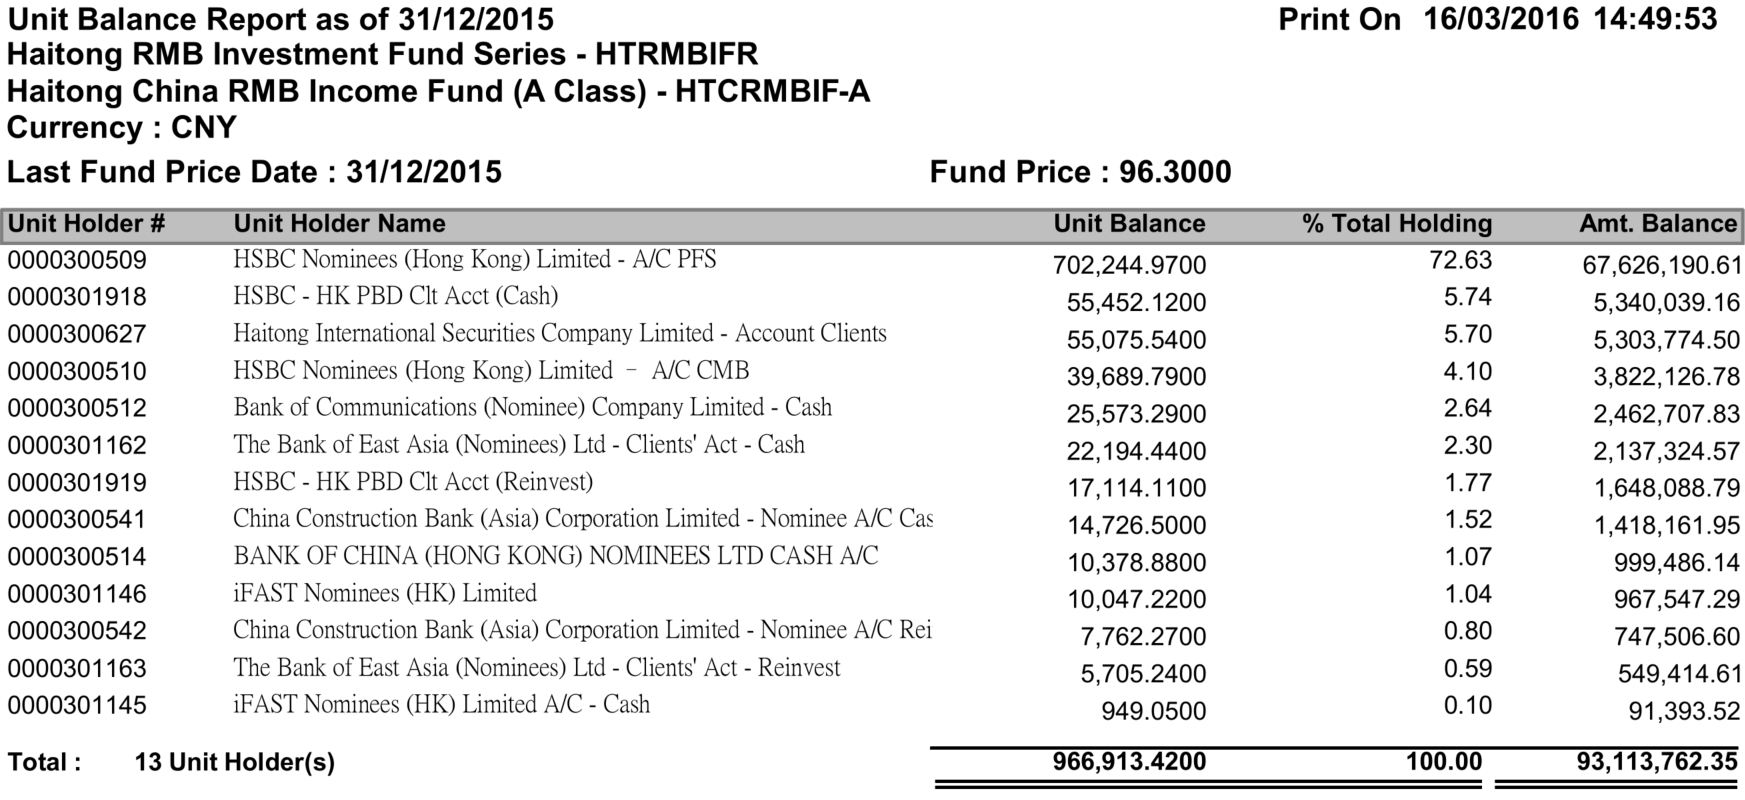 Unit Balance Report as of 31/12/2015 Print On 16/03/2016 14:49:53
Haitong RMB Investment Fund Series - HTRMBIFR
Haitong China RMB Income Fund (A Class) - HTCRMBIF-A
Currency : CNY
Last Fund Price Date : 31/12/2015 Fund Price : 96.3000
Unit Holder # Unit Holder Name Unit Balance % Total Holding Amt. Balance
0000300509 HSBC Nominees (Hong Kong) Limited - A/C PFS 702,244.9700 72.63 67,626,190.61
0000301918 HSBC - HK PBD Clt Acct (Cash) 55,452.1200 5.74 5,340,039.16
0000300627 Haitong International Securities Company Limited - Account Clients 55,075.5400 5.70 5,303,774.50
0000300510 HSBC Nominees (Hong Kong) Limited – A/C CMB 39,689.7900 4.10 3,822,126.78
0000300512 Bank of Communications (Nominee) Company Limited - Cash 25,573.2900 2.64 2,462,707.83
0000301162 The Bank of East Asia (Nominees) Ltd - Clients' Act - Cash 22,194.4400 2.30 2,137,324.57
0000301919 HSBC - HK PBD Clt Acct (Reinvest) 17,114.1100 1.77 1,648,088.79
0000300541 China Construction Bank (Asia) Corporation Limited - Nominee A/C Cas 14,726.5000 1.52 1,418,161.95
0000300514 BANK OF CHINA (HONG KONG) NOMINEES LTD CASH A/C 10,378.8800 1.07 999,486.14
0000301146 iFAST Nominees (HK) Limited 10,047.2200 1.04 967,547.29
0000300542 China Construction Bank (Asia) Corporation Limited - Nominee A/C Rei 7,762.2700 0.80 747,506.60
0000301163 The Bank of East Asia (Nominees) Ltd - Clients' Act - Reinvest 5,705.2400 0.59 549,414.61
0000301145 iFAST Nominees (HK) Limited A/C - Cash 949.0500 0.10 91,393.52
Total : 13 Unit Holder(s) 966,913.4200 100.00 93,113,762.35